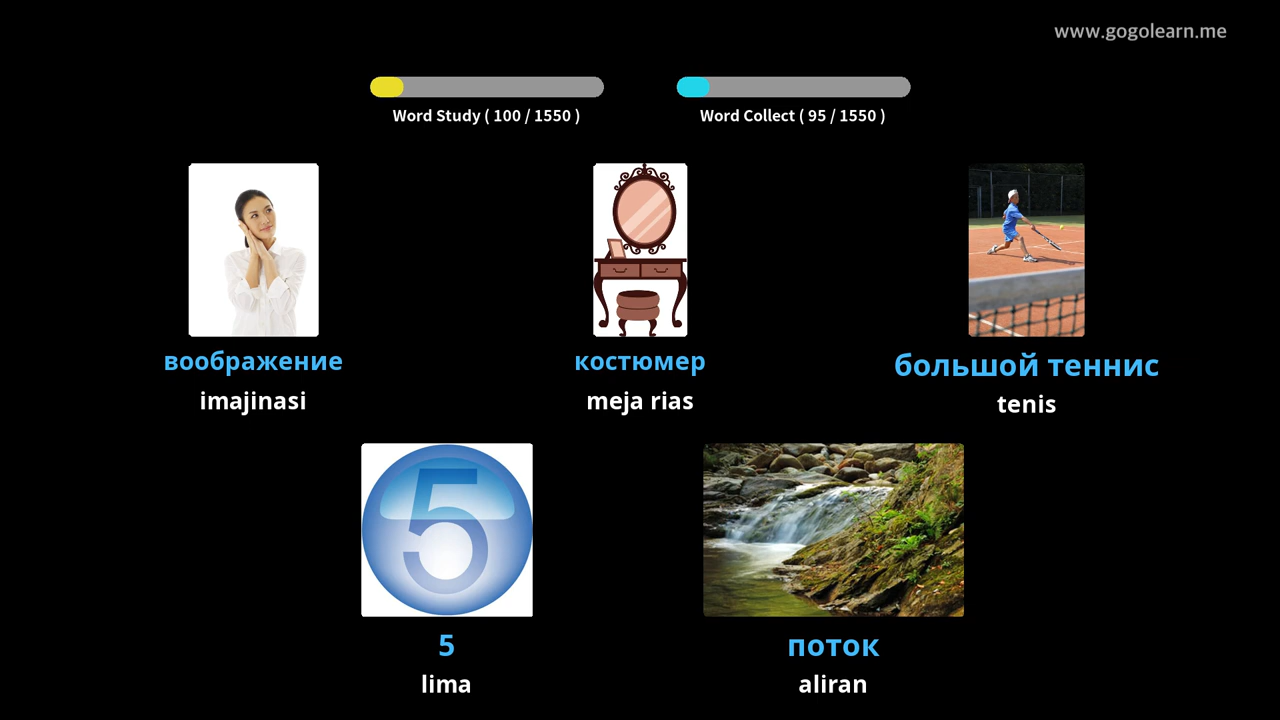 www.gogolearn.me
Word Study ( 100 / 1550 )
Word Collect ( 95 / 1550 )
воображение
imajinasi
костюмер
meja rias
большой теннис
tenis
5
5
lima
поток
aliran